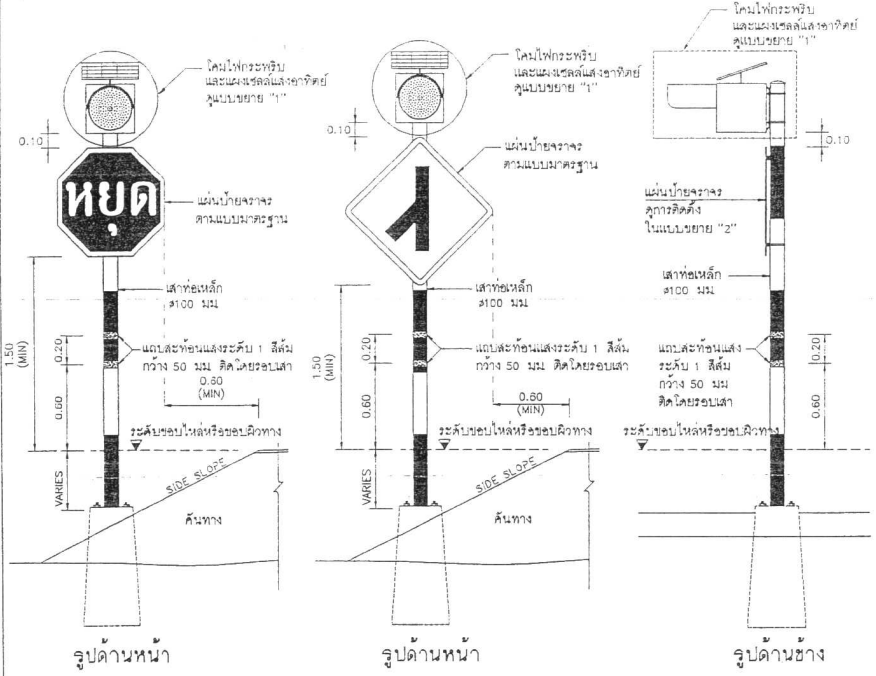 โคมไฟกระพริบ
และแผงเซลล์แสงอาทิตย์
ดูแบบขยาย "1"
0.10
หยุด
แผ่นป้ายจราจร
ตามแบบมาตรฐาน
เสาท่อเหล็ก
ø100 มม.
1.50
(MIN)
0.20
0.60
แถบสะท้อนแสงระดับ 1 สีส้ม
กว้าง 50 มม. ติดโดยรอบเสา
0.60
(MIN)
ระดับขอบไหล่หรือขอบผิวทาง
VARIES
SIDE SLOPE
คันทาง
รูปด้านหน้า
โคมไฟกระพริบ
และแผงเซลล์แสงอาทิตย์
ดูแบบขยาย "1"
0.10
แผ่นป้ายจราจร
ตามแบบมาตรฐาน
เสาท่อเหล็ก
ø100 มม.
1.50
(MIN)
0.20
0.60
แถบสะท้อนแสงระดับ 1 สีส้ม
กว้าง 50 มม. ติดโดยรอบเสา
0.60
(MIN)
ระดับขอบไหล่หรือขอบผิวทาง
VARIES
SIDE SLOPE
คันทาง
รูปด้านหน้า
โคมไฟกระพริบ
และแผงเซลล์แสงอาทิตย์
ดูแบบขยาย "1"
0.10
แผ่นป้ายจราจร
ดูการติดตั้ง
ในแบบขยาย "2"
เสาท่อเหล็ก
ø100 มม.
แถบสะท้อนแสง
ระดับ 1 สีส้ม
กว้าง 50 มม.
ติดโดยรอบเสา
0.20
0.60
ระดับขอบไหล่หรือขอบผิวทาง
รูปด้านข้าง